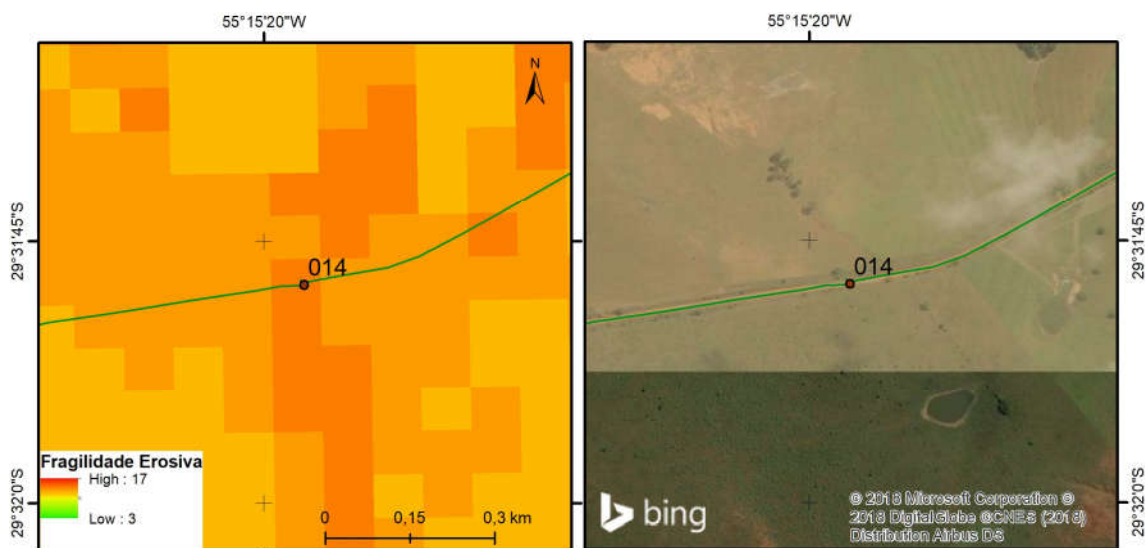 55°15'20"W
55°15'20"W
N
014
014
29°31'45"S
29°31'45"S
Fragilidade Erosiva
High : 17
Low : 3
0 0,15 0,3 km
29°32'0"S
29°32'0"S
bing
© 2018 Microsoft Corporation ©
2018 DigitalGlobe ©CNES (2018)
Distribution Airbus DS